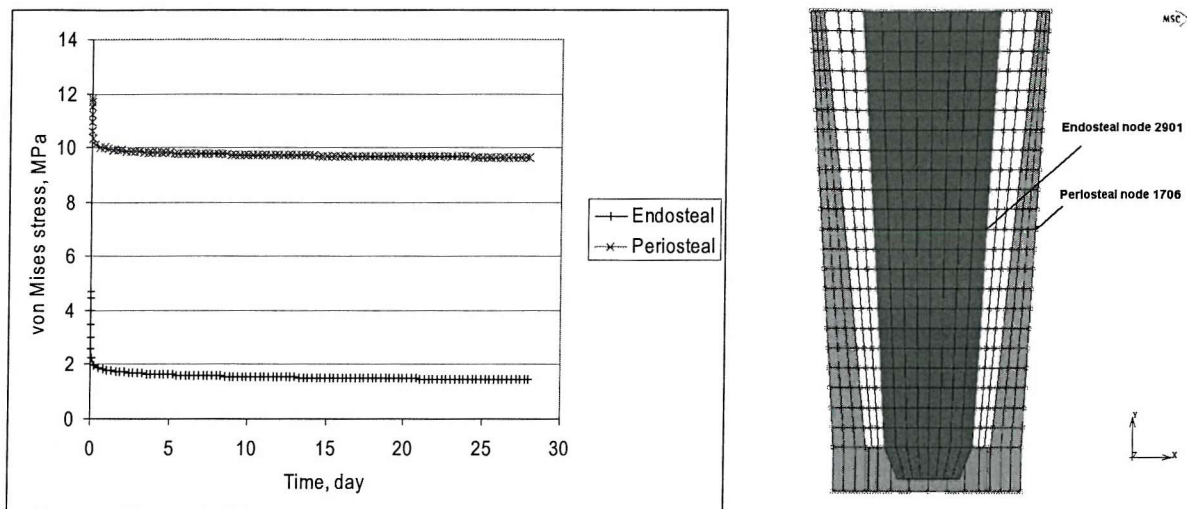 14
12
10
8
6
4
2
0
von Mises stress, MPa
0 5 10 15 20 25 30
Time, day
Endosteal
Periosteal
MSC
Endosteal node 2901
Periosteal node 1706
Y
Z X